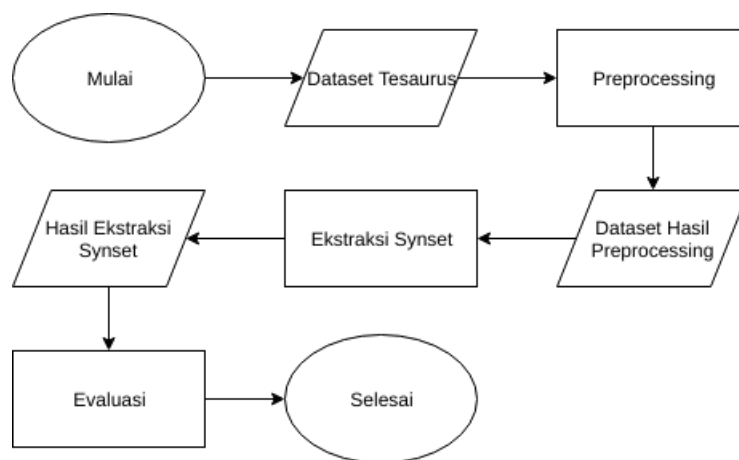 Mulai
Dataset Tesaurus
Preprocessing
Dataset Hasil
Preprocessing
Ekstraksi Synset
Hasil Ekstraksi
Synset
Evaluasi
Selesai